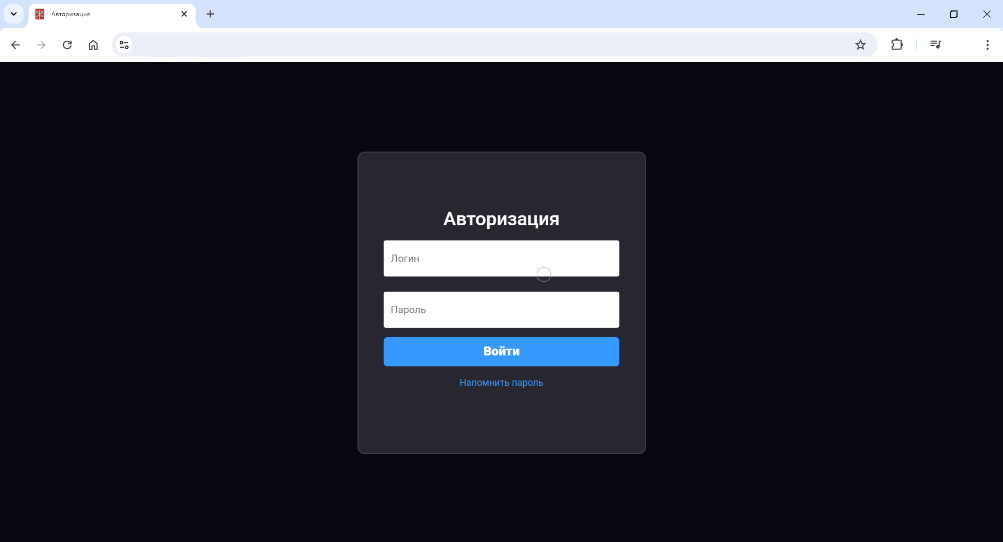 Авторизация
Авторизация
Логин
Пароль
Войти
Напомнить пароль